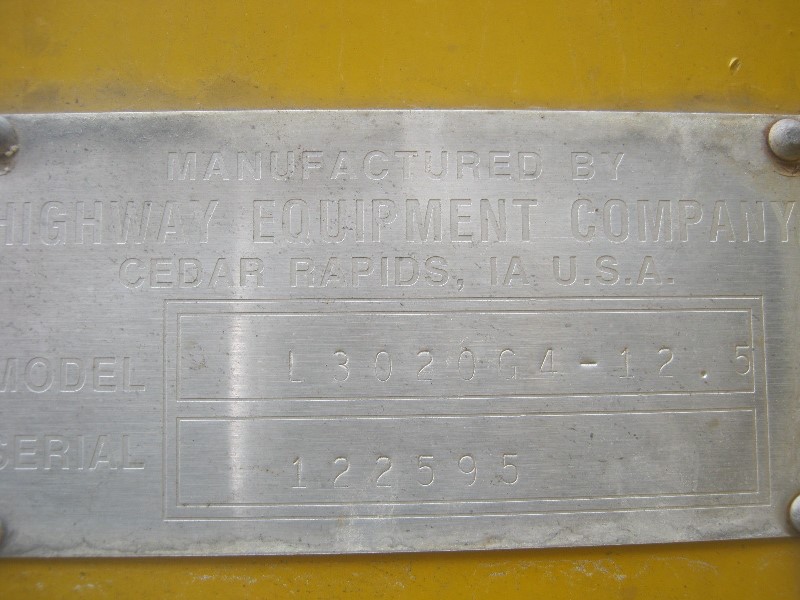 MANUFACTURED BY
HIGHWAY EQUIPMENT COMPANY
CEDAR RAPIDS, IA U.S.A.
MODEL L3020G4-12.5
SERIAL 122595